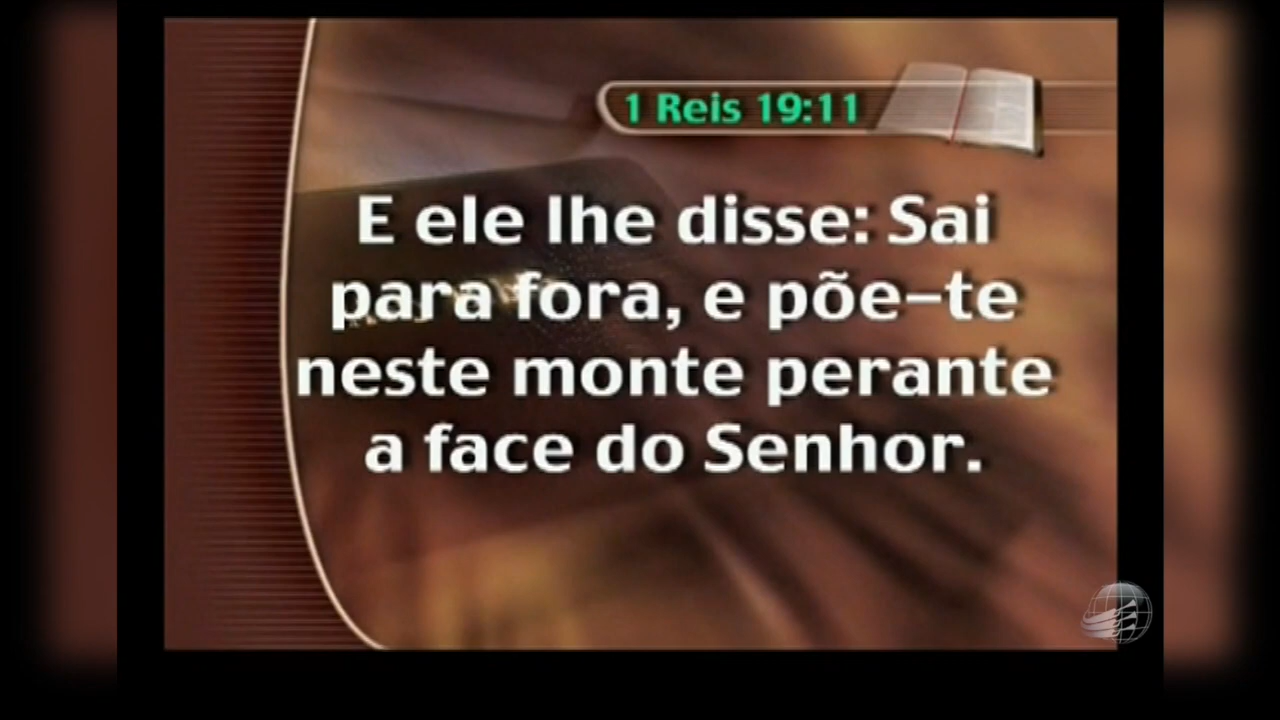 1 Reis 19:11
E ele lhe disse: Sai
para fora, e põe-te
neste monte perante
a face do Senhor.